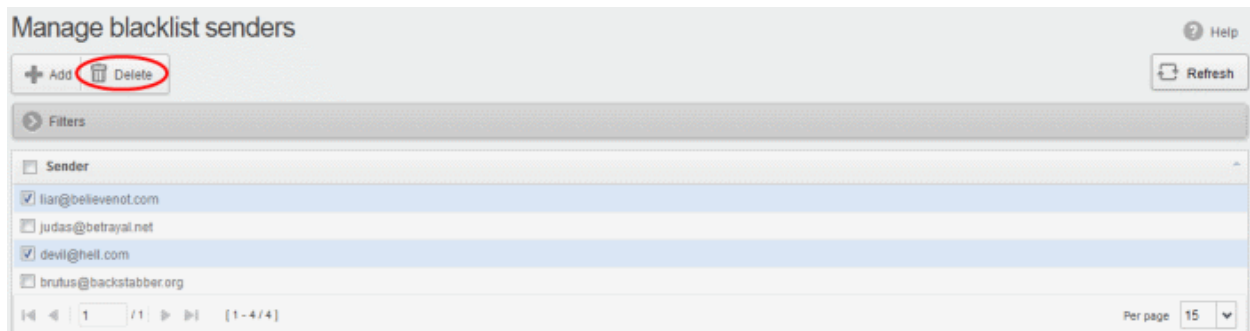 Manage blacklist senders
Help
Add Delete
Refresh
Filters
Sender
liar@believenot.com
judas@betrayal.net
devil@hell.com
brutus@backstabber.org
1 / 1 [ 1 - 4 / 4 ] Per page 15